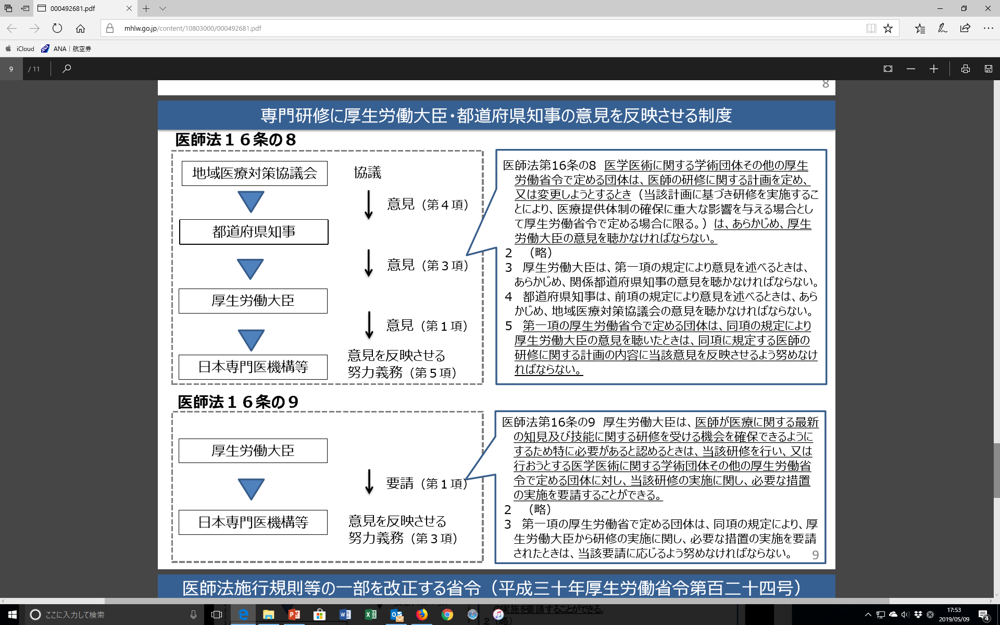 000492681.pdf
mhlw.go.jp/content/10803000/000492681.pdf
iCloud
ANA｜航空券
9 / 11
8
専門研修に厚生労働大臣・都道府県知事の意見を反映させる制度
医師法１６条の８
地域医療対策協議会
協議
意見（第４項）
都道府県知事
意見（第３項）
厚生労働大臣
意見（第１項）
日本専門医機構等
意見を反映させる
努力義務（第５項）
医師法第16条の8　医学医術に関する学術団体その他の厚生
労働省令で定める団体は、医師の研修に関する計画を定め、
又は変更しようとするとき（当該計画に基づき研修を実施するこ
とにより、医療提供体制の確保に重大な影響を与える場合とし
て厚生労働省令で定める場合に限る。）は、あらかじめ、厚生
労働大臣の意見を聴かなければならない。
2　（略）
3　厚生労働大臣は、第一項の規定により意見を述べるときは、
あらかじめ、関係都道府県知事の意見を聴かなければならない。
4　都道府県知事は、前項の規定により意見を述べるときは、あら
かじめ、地域医療対策協議会の意見を聴かなければならない。
5　第一項の厚生労働省令で定める団体は、同項の規定により
厚生労働大臣の意見を聴いたときは、同項に規定する医師の
研修に関する計画の内容に当該意見を反映させるよう努めなけ
ればならない。
医師法１６条の９
厚生労働大臣
要請（第１項）
日本専門医機構等
意見を反映させる
努力義務（第３項）
医師法第16条の9　厚生労働大臣は、医師が医療に関する最新
の知見及び技能に関する研修を受ける機会を確保できるように
するため特に必要があると認めるときは、当該研修を行い、又は
行おうとする医学医術に関する学術団体その他の厚生労働省
令で定める団体に対し、当該研修の実施に関し、必要な措置
の実施を要請することができる。
2　（略）
3　第一項の厚生労働省で定める団体は、同項の規定により、厚
生労働大臣から研修の実施に関し、必要な措置の実施を要請
されたときは、当該要請に応じるよう努めなければならない。
9
医師法施行規則等の一部を改正する省令（平成三十年厚生労働省令第百二十四号）
ここに入力して検索
の実施を要請することができる。
2（略）
17:53
2019/05/09
4